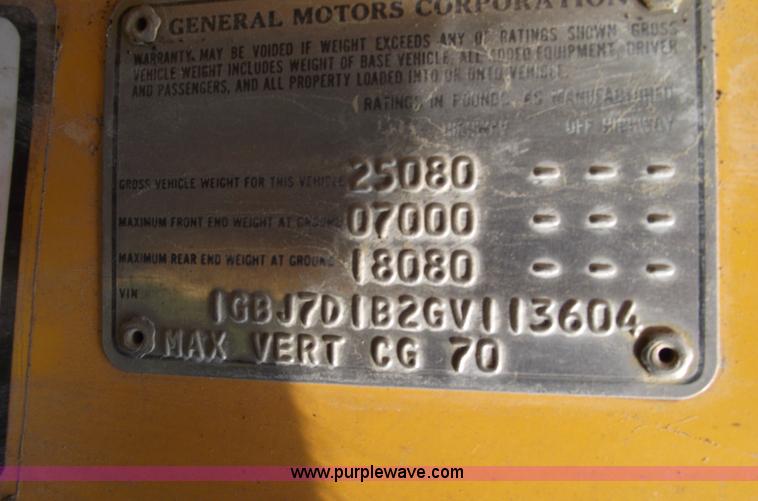 GENERAL MOTORS CORPORATION
WARRANTY MAY BE VOIDED IF WEIGHT EXCEEDS ANY OF RATINGS SHOWN. GROSS
VEHICLE WEIGHT INCLUDES WEIGHT OF BASE VEHICLE, ALL ADDED EQUIPMENT, DRIVER
AND PASSENGERS, AND ALL PROPERTY LOADED INTO OR ONTO VEHICLE.
RATINGS IN POUNDS, AS MANUFACTURED
HIGHWAY OFF HIGHWAY
GROSS VEHICLE WEIGHT FOR THIS VEHICLE 25080 - - -
MAXIMUM FRONT END WEIGHT AT GROUND 07000 - - -
MAXIMUM REAR END WEIGHT AT GROUND 18080 - - -
VIN 1GBJ7D1B2GV113604
MAX VERT CG 70
www.purplewave.com